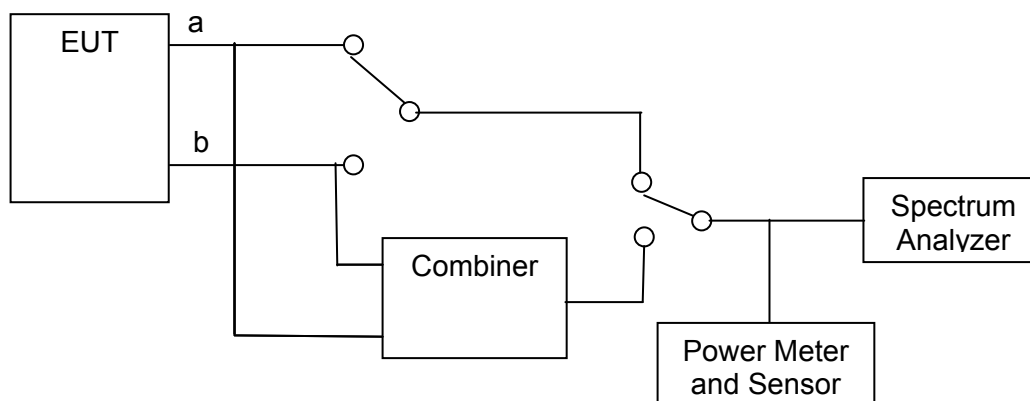 EUT
a
b
Combiner
Spectrum
Analyzer
Power Meter
and Sensor